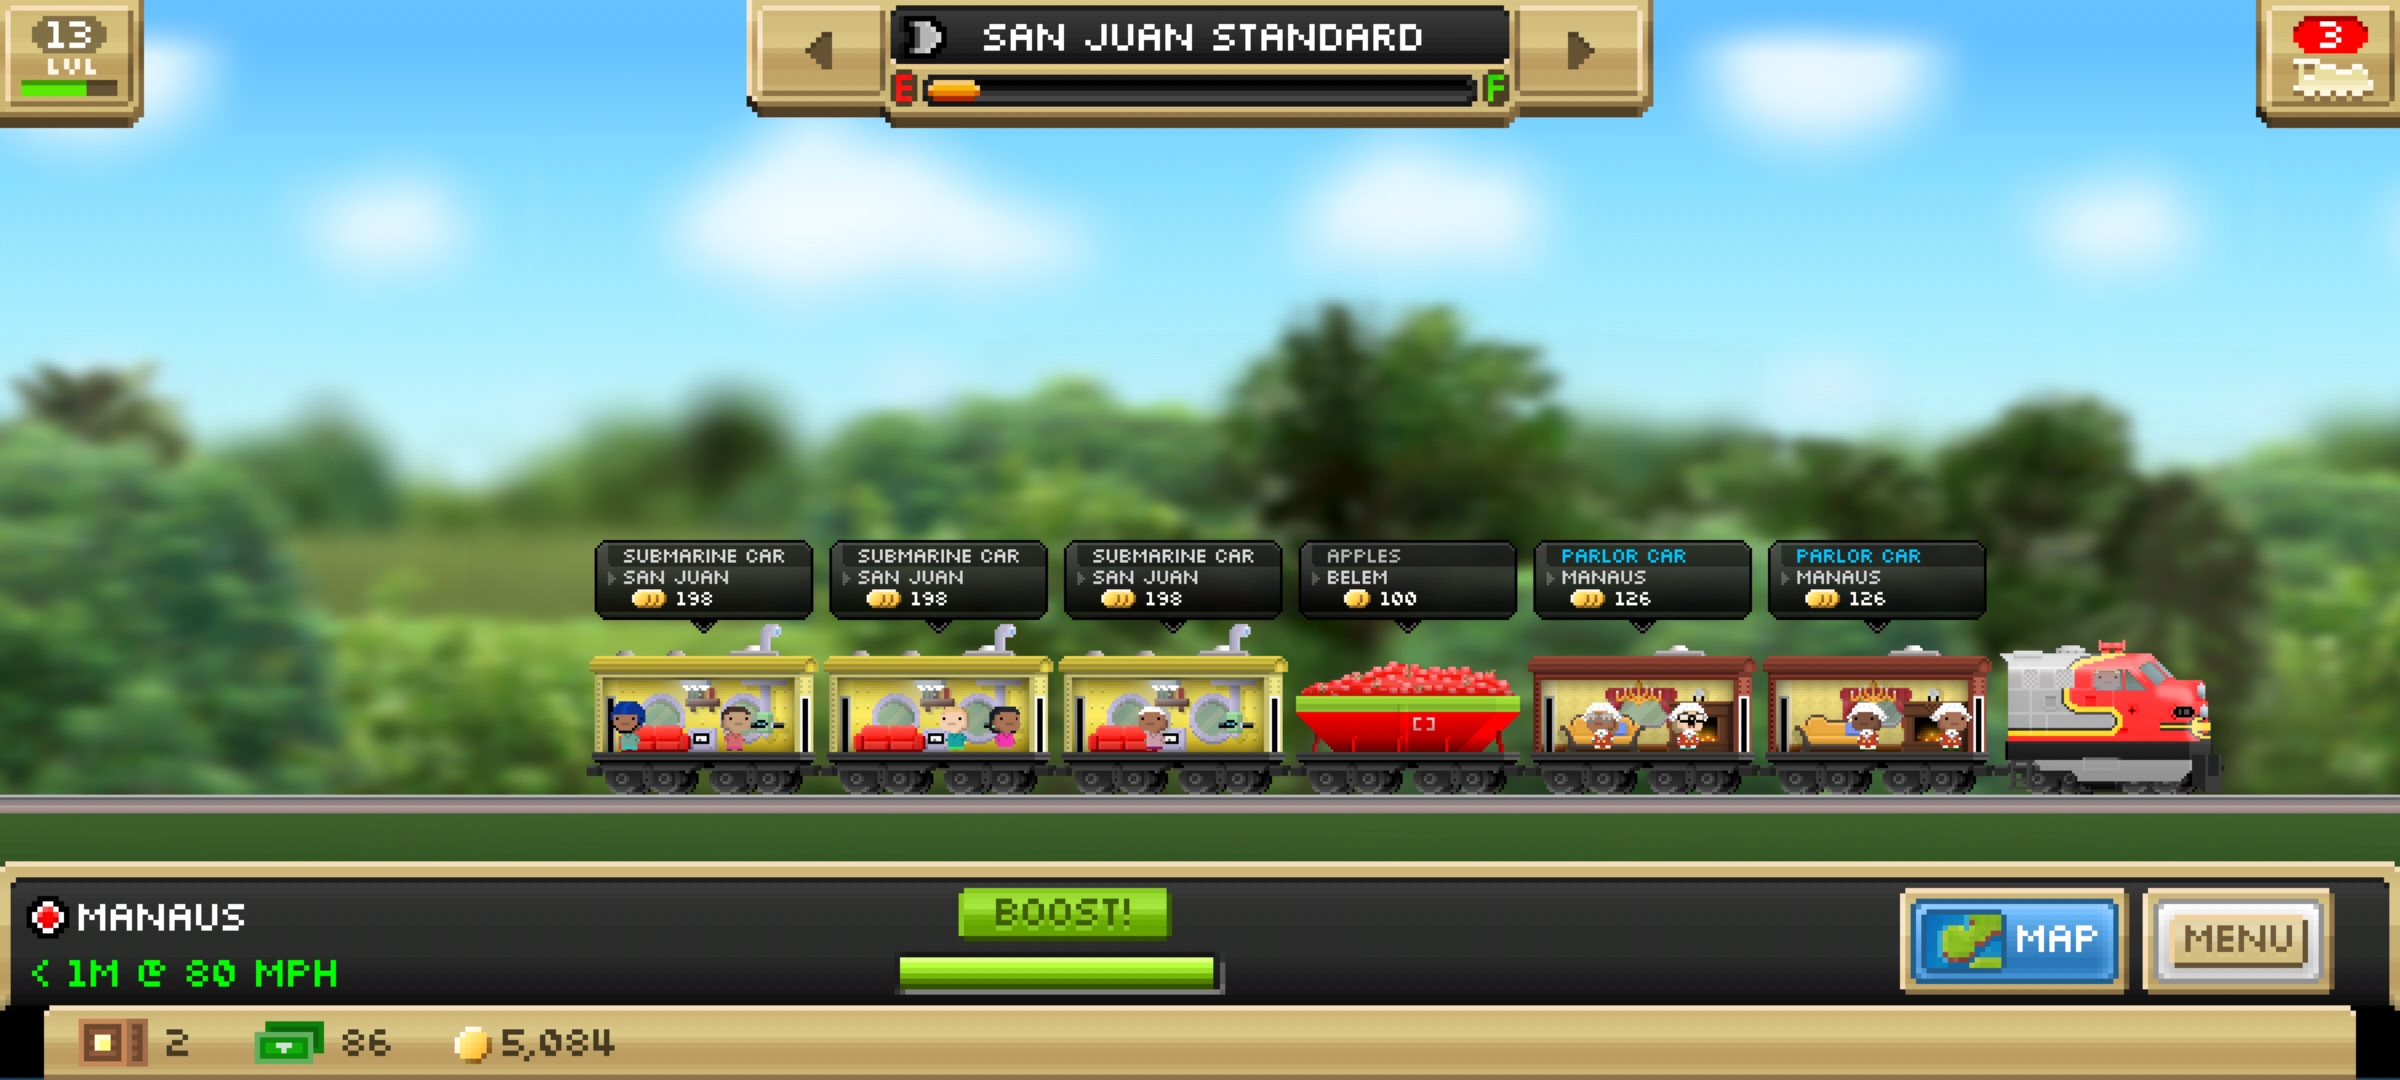 13
LVL
SAN JUAN STANDARD
E F
3
SUBMARINE CAR
SAN JUAN
198
SUBMARINE CAR
SAN JUAN
198
SUBMARINE CAR
SAN JUAN
198
APPLES
BELEM
100
PARLOR CAR
MANAUS
126
PARLOR CAR
MANAUS
126
MANAUS
< 1M @ 80 MPH
BOOST!
MAP
MENU
2 86 5,084